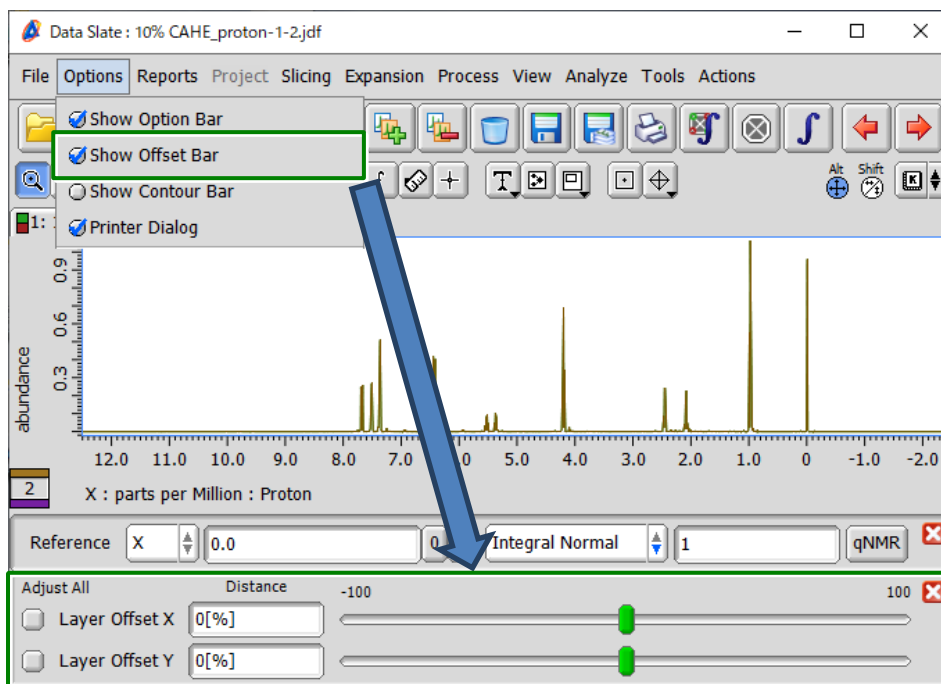 Data Slate : 10% CAHE_proton-1-2.jdf
File Options Reports Project Slicing Expansion Process View Analyze Tools Actions
Show Option Bar
Show Offset Bar
Show Contour Bar
Printer Dialog
T
Alt Shift
K
1:
abundance
0.9
0.6
0.3
12.0 11.0 10.0 9.0 8.0 7.0 .0 5.0 4.0 3.0 2.0 1.0 0 -1.0 -2.0
2
X : parts per Million : Proton
Reference X 0.0 0 Integral Normal 1 qNMR
Adjust All Distance -100 100
Layer Offset X 0[%]
Layer Offset Y 0[%]